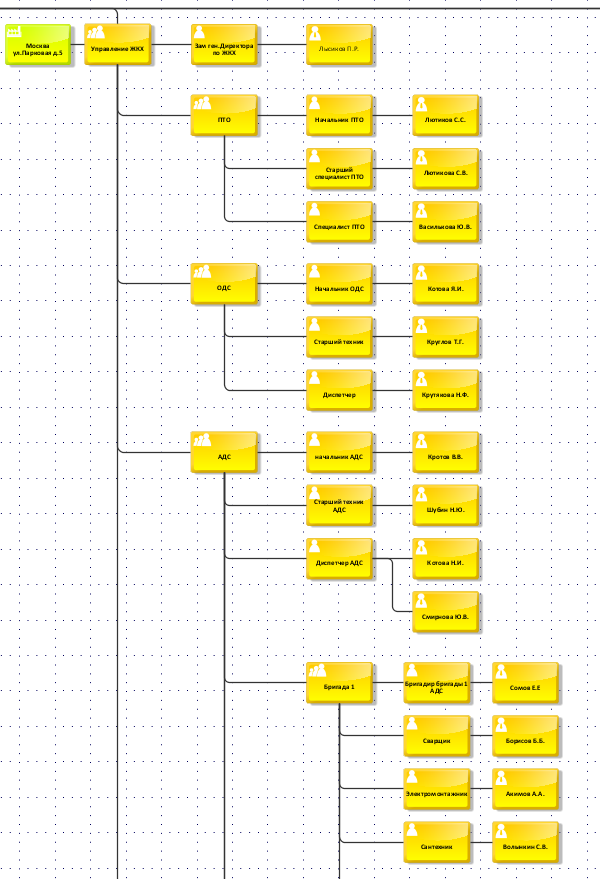 Москва
ул.Парковая д.5
Управление ЖКХ
Зам ген.Директора
по ЖКХ
Лысиков П.Р.
ПТО
Начальник ПТО
Лютиков С.С.
Старший
специалист ПТО
Лютикова С.В.
Специалист ПТО
Василькова Ю.В.
ОДС
Начальник ОДС
Котова Я.И.
Старший техник
Круглов Т.Г.
Диспетчер
Крутякова Н.Ф.
АДС
начальник АДС
Кротов В.В.
Старший техник
АДС
Шубин Н.Ю.
Диспетчер АДС
Котова Н.И.
Смирнова Ю.В.
Бригада 1
Бригадир бригады 1
АДС
Сомов Е.Е
Сварщик
Борисов Б.Б.
Электромонтажник
Акимов А.А.
Сантехник
Волынкин С.В.